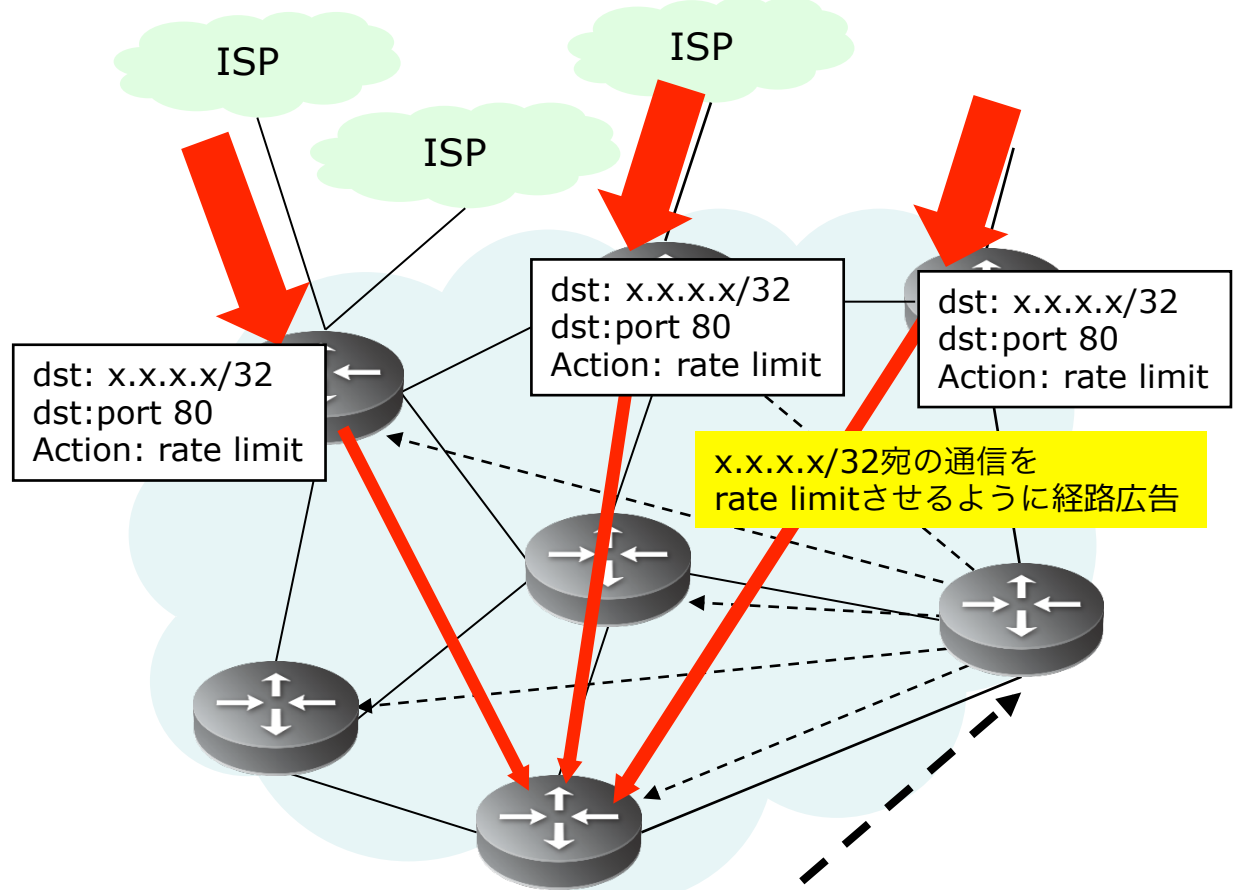 ISP
ISP
ISP
dst: x.x.x.x/32
dst:port 80
Action: rate limit
dst: x.x.x.x/32
dst:port 80
Action: rate limit
dst: x.x.x.x/32
dst:port 80
Action: rate limit
x.x.x.x/32宛の通信を
rate limitさせるように経路広告